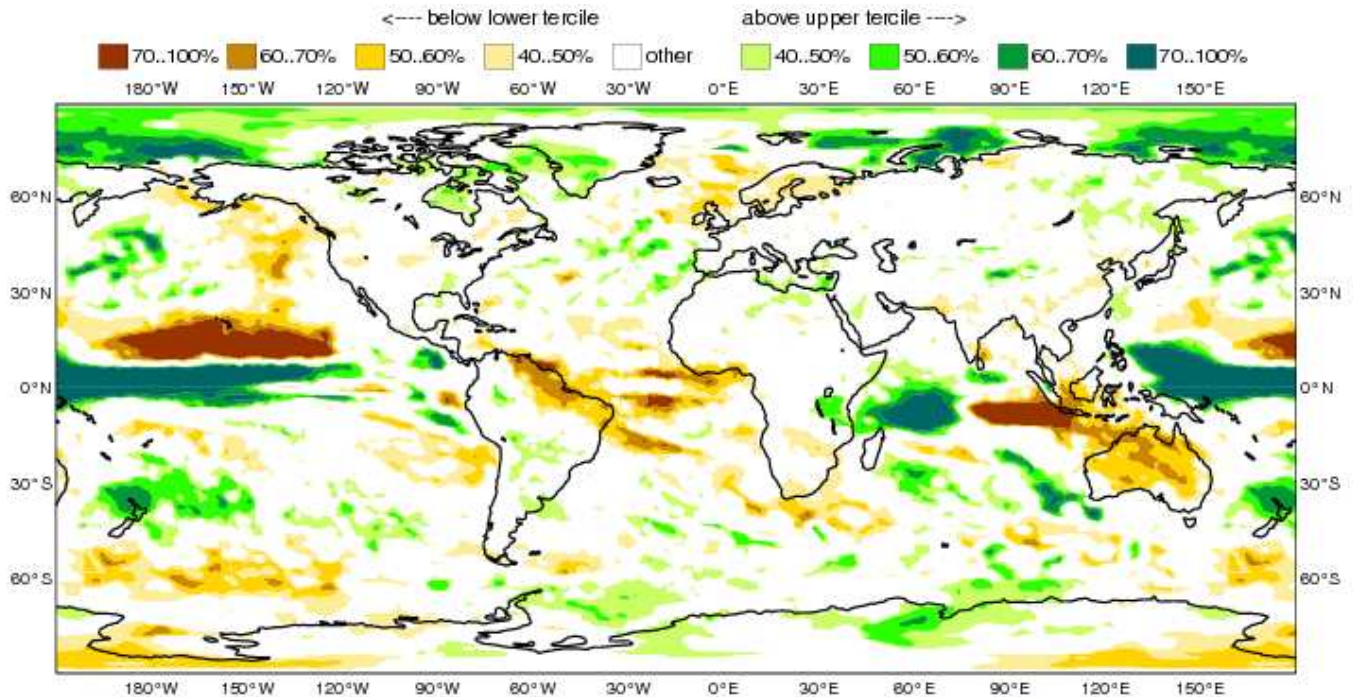 <---- below lower tercile above upper tercile ---->
70..100% 60..70% 50..60% 40..50% other 40..50% 50..60% 60..70% 70..100%
180°W 150°W 120°W 90°W 60°W 30°W 0°E 30°E 60°E 90°E 120°E 150°E
60°N 60°N
30°N 30°N
0°N 0°N
30°S 30°S
60°S 60°S
180°W 150°W 120°W 90°W 60°W 30°W 0°E 30°E 60°E 90°E 120°E 150°E